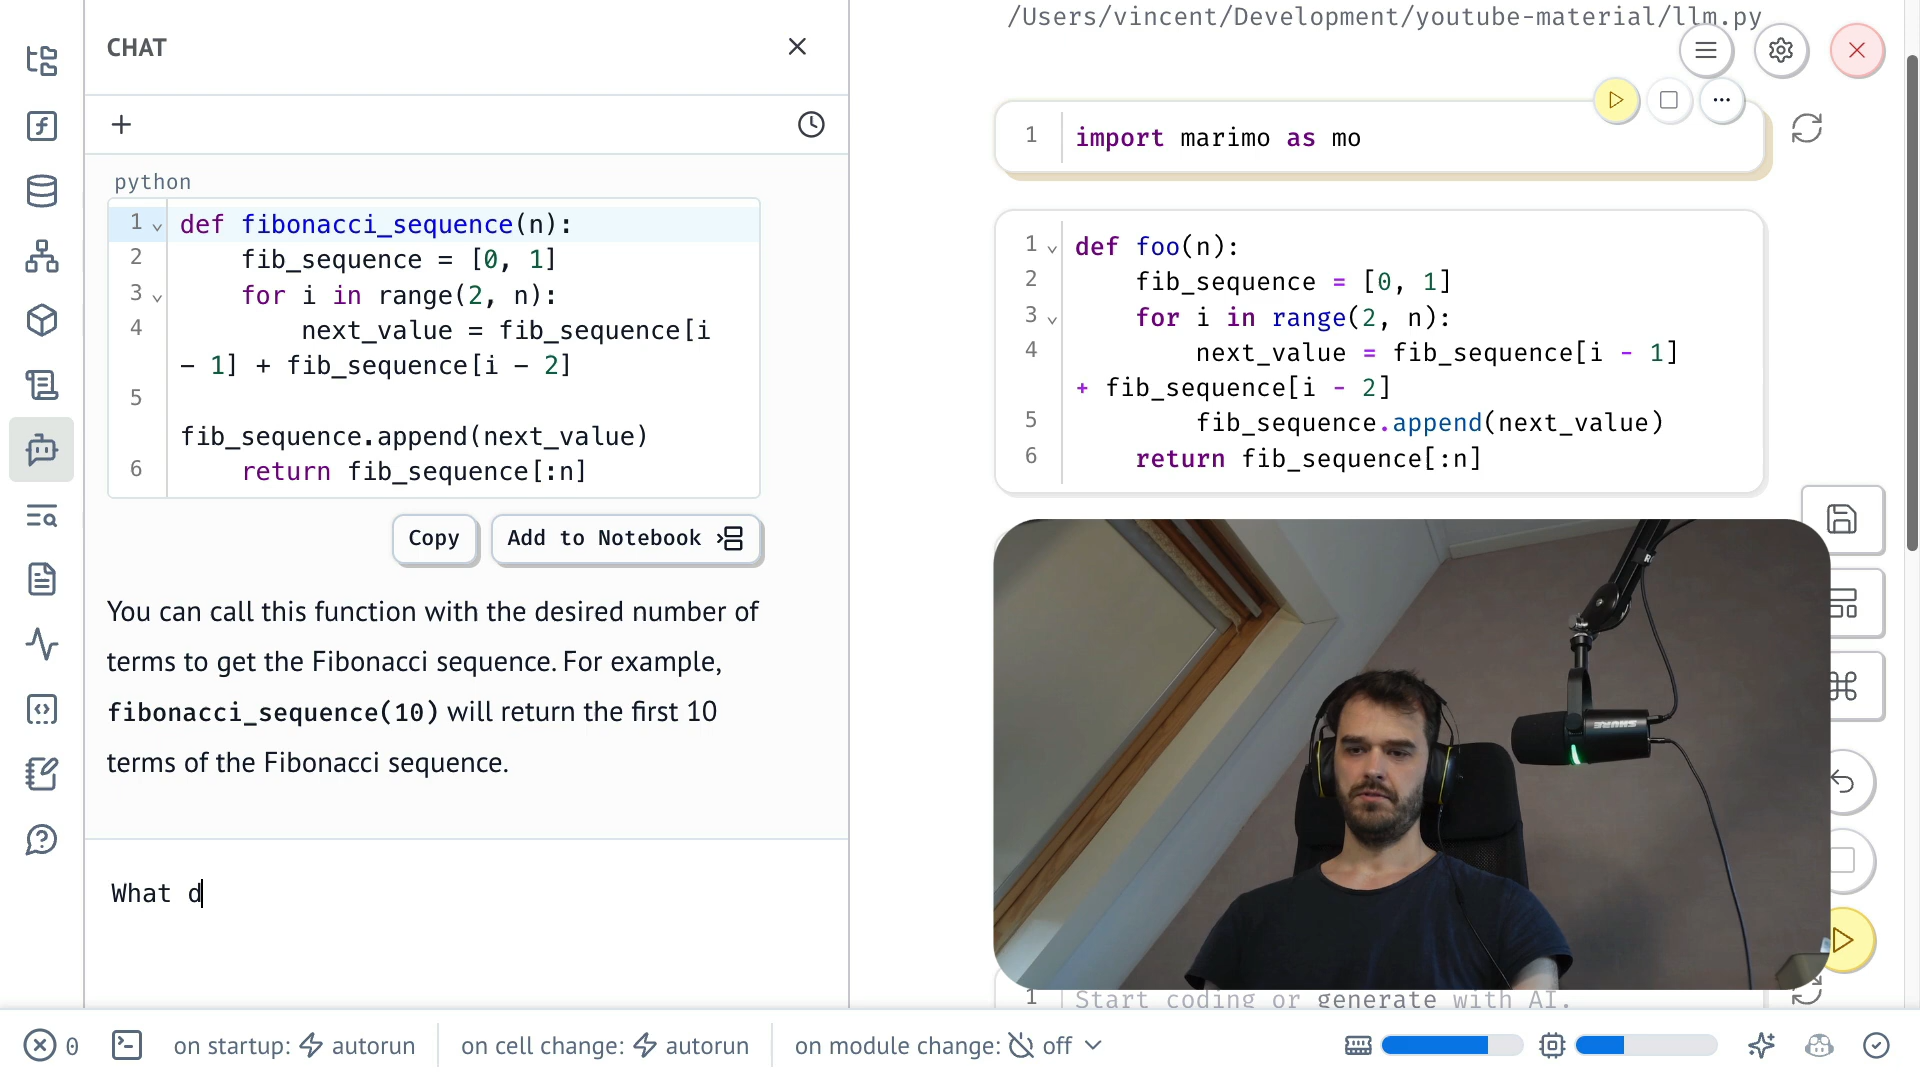 /Users/vincent/Development/youtube-material/llm.py
CHAT
python
1 def fibonacci_sequence(n):
2 fib_sequence = [0, 1]
3 for i in range(2, n):
4 next_value = fib_sequence[i
- 1] + fib_sequence[i - 2]
5
fib_sequence.append(next_value)
6 return fib_sequence[:n]
Copy
Add to Notebook
You can call this function with the desired number of
terms to get the Fibonacci sequence. For example,
fibonacci_sequence(10) will return the first 10
terms of the Fibonacci sequence.
What d
1 import marimo as mo
1 def foo(n):
2 fib_sequence = [0, 1]
3 for i in range(2, n):
4 next_value = fib_sequence[i - 1]
+ fib_sequence[i - 2]
5 fib_sequence.append(next_value)
6 return fib_sequence[:n]
SHURE
1 Start coding or generate with AI.
0
on startup: autorun
on cell change: autorun
on module change: off